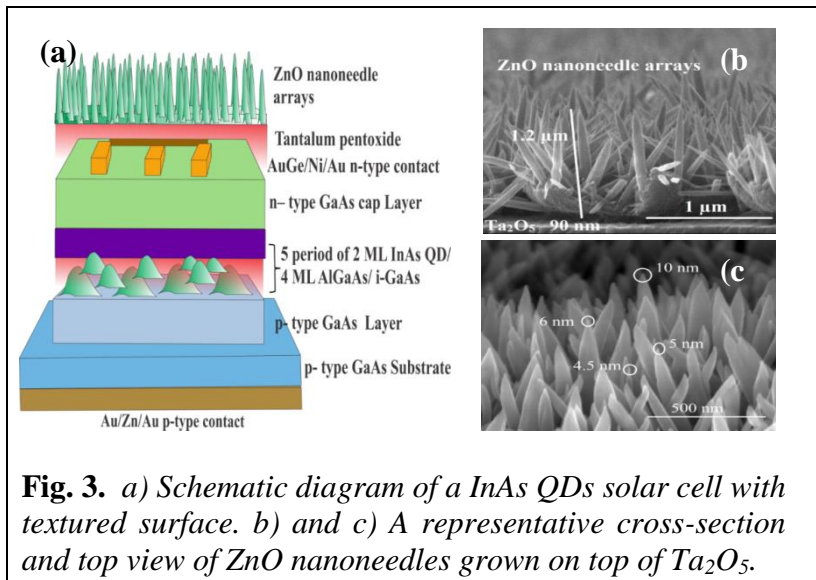 (a)
ZnO nanoneedle
arrays
Tantalum pentoxide
AuGe/Ni/Au n-type contact
n- type GaAs cap Layer
5 period of 2 ML InAs QD/
4 ML AlGaAs/ i-GaAs
p- type GaAs Layer
p- type GaAs Substrate
Au/Zn/Au p-type contact
(b)
ZnO nanoneedle arrays
1.2 µm
1 µm
Ta₂O₅ 90 nm
(c)
10 nm
6 nm
5 nm
4.5 nm
500 nm
Fig. 3. a) Schematic diagram of a InAs QDs solar cell with
textured surface. b) and c) A representative cross-section
and top view of ZnO nanoneedles grown on top of Ta₂O₅.